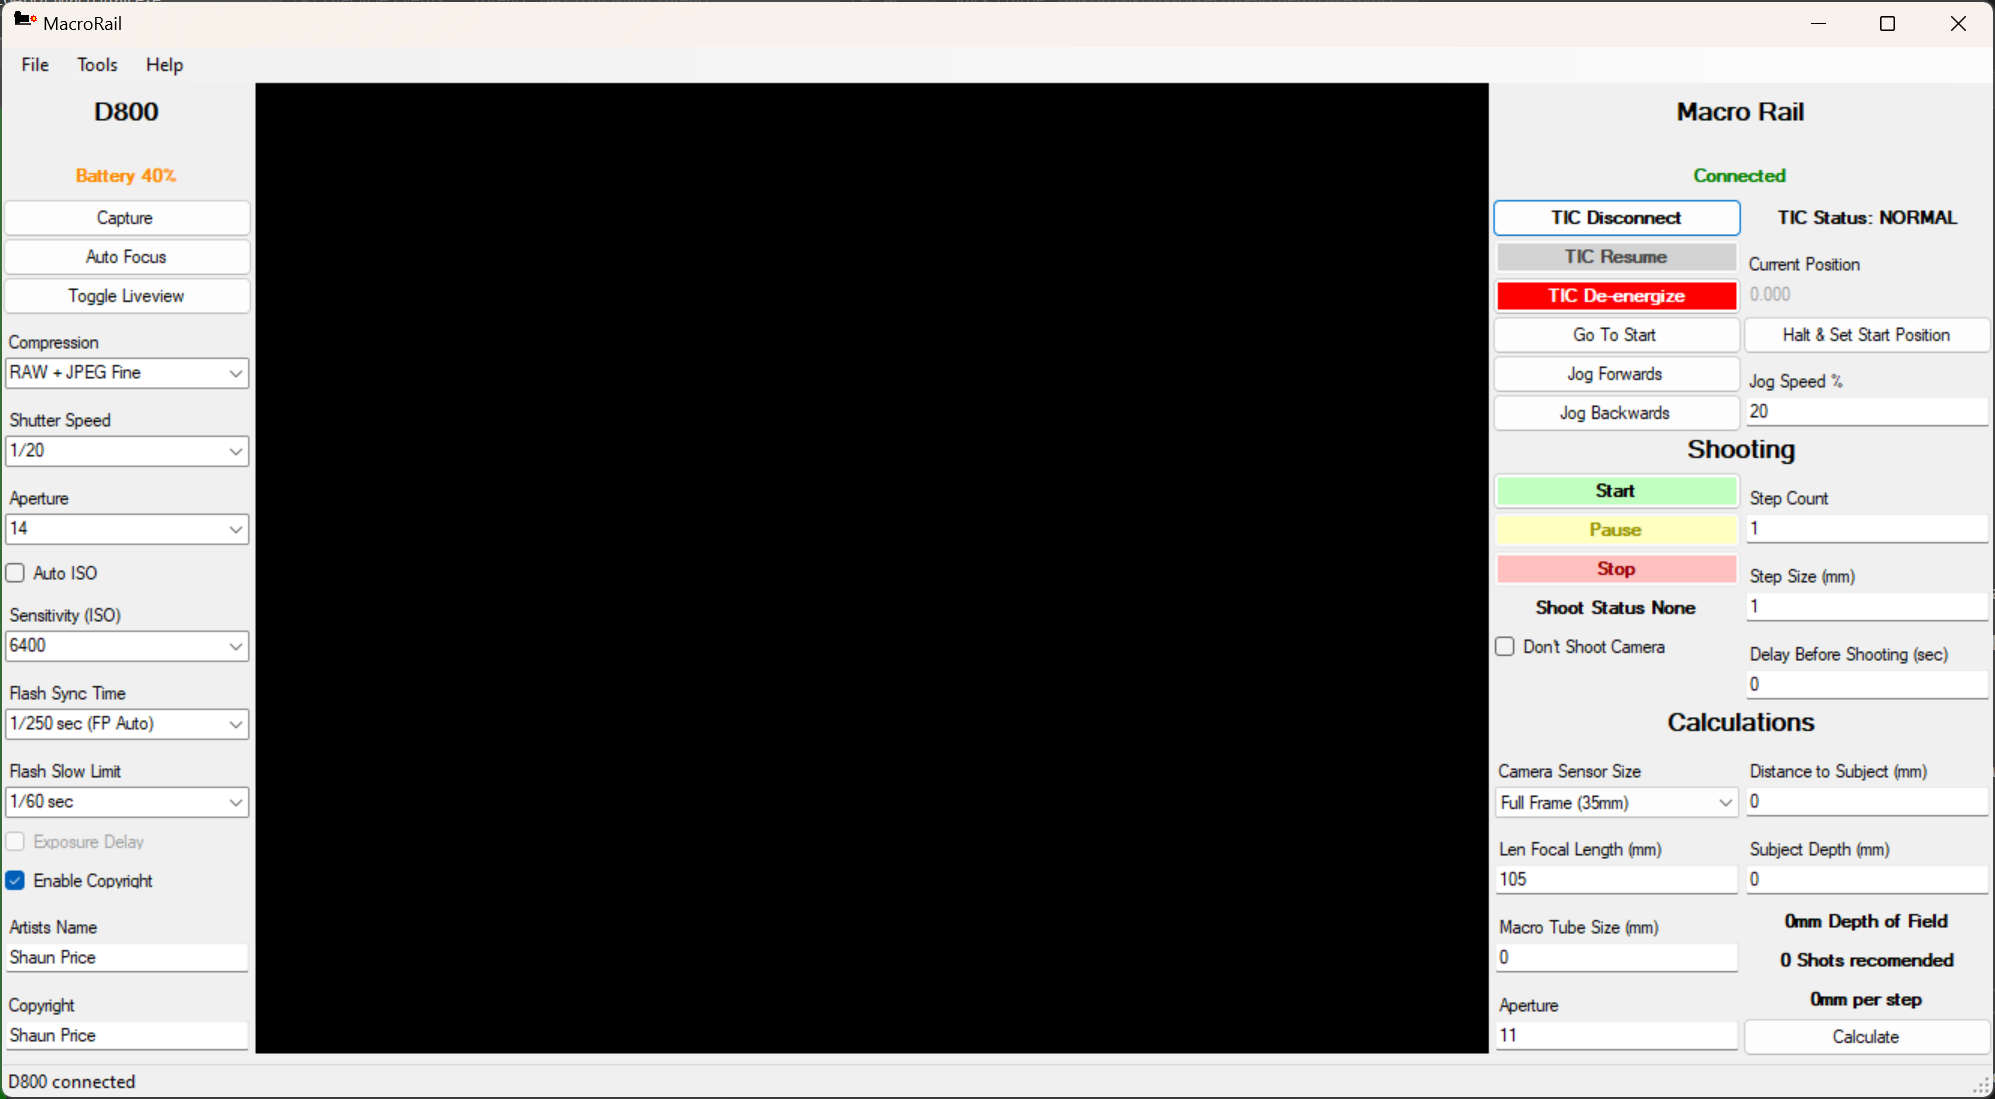 MacroRail
File Tools Help
D800
Battery 40%
Capture
Auto Focus
Toggle Liveview
Compression
RAW + JPEG Fine
Shutter Speed
1/20
Aperture
14
Auto ISO
Sensitivity (ISO)
6400
Flash Sync Time
1/250 sec (FP Auto)
Flash Slow Limit
1/60 sec
Exposure Delay
Enable Copyright
Artists Name
Shaun Price
Copyright
Shaun Price
Macro Rail
Connected
TIC Disconnect
TIC Status: NORMAL
TIC Resume
Current Position
TIC De-energize
0.000
Go To Start
Halt & Set Start Position
Jog Forwards
Jog Speed %
Jog Backwards
20
Shooting
Start
Step Count
Pause
1
Stop
Step Size (mm)
Shoot Status None
1
Don't Shoot Camera
Delay Before Shooting (sec)
0
Calculations
Camera Sensor Size
Distance to Subject (mm)
Full Frame (35mm)
0
Len Focal Length (mm)
Subject Depth (mm)
105
0
Macro Tube Size (mm)
0mm Depth of Field
0
0 Shots recomended
Aperture
0mm per step
11
Calculate
D800 connected